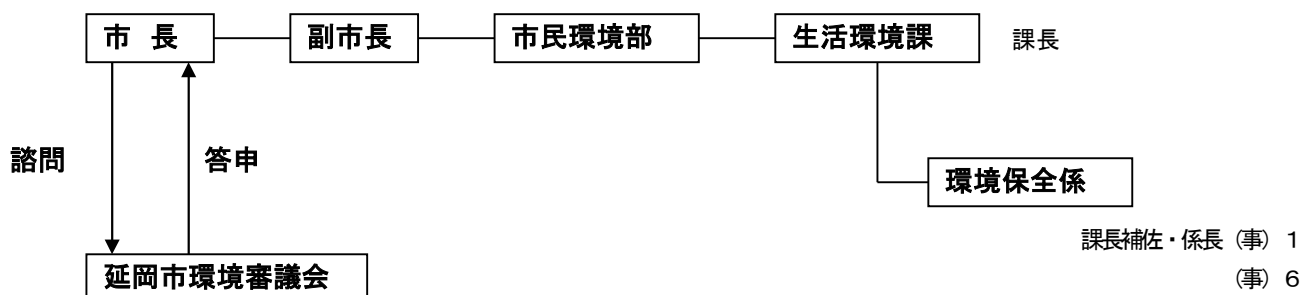 市 長 副市長 市民環境部 生活環境課 課長
諮問 答申
環境保全係
課長補佐・係長（事）１
（事）６
延岡市環境審議会